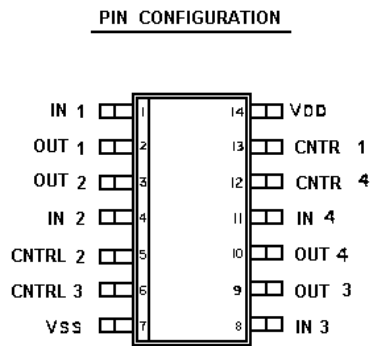 PIN CONFIGURATION
IN 1 1 14 VDD
OUT 1 2 13 CNTR 1
OUT 2 3 12 CNTR 4
IN 2 4 11 IN 4
CNTRL 2 5 10 OUT 4
CNTRL 3 6 9 OUT 3
VSS 7 8 IN 3